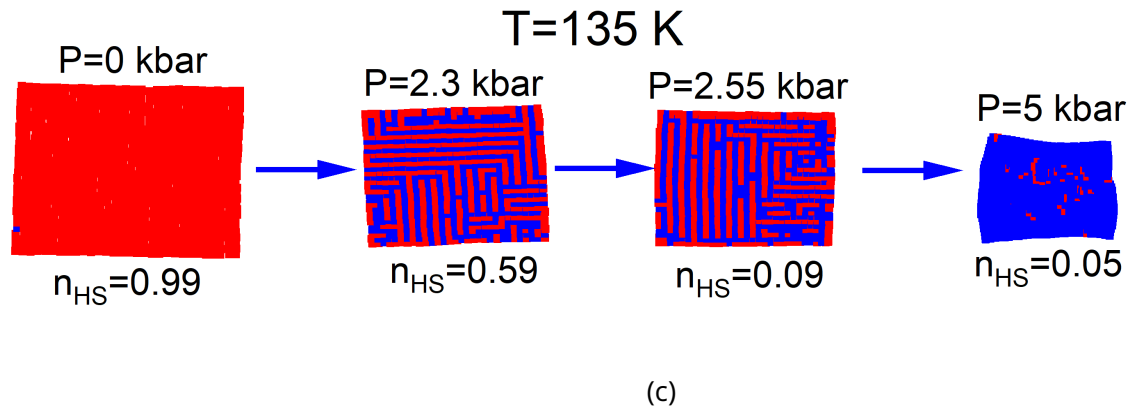 T=135 K
P=0 kbar
P=2.3 kbar
P=2.55 kbar
P=5 kbar
nHS=0.99
nHS=0.59
nHS=0.09
nHS=0.05
(c)